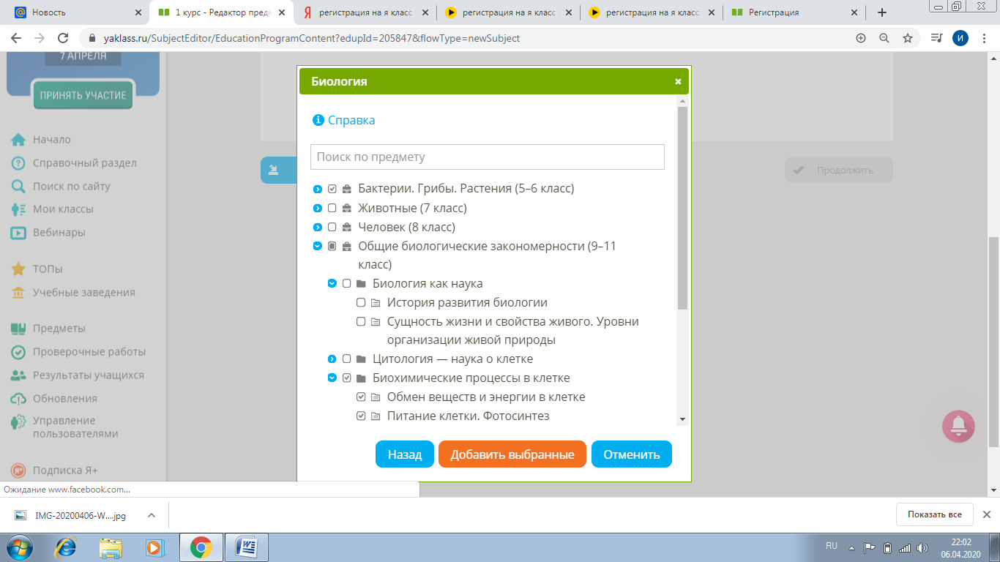 Новость
1 курс - Редактор пред
регистрация на я класс
регистрация на я класс
регистрация на я класс
Регистрация
yaklass.ru/SubjectEditor/EducationProgramContent?edupId=205847&flowType=newSubject
И
7 АПРЕЛЯ
ПРИНЯТЬ УЧАСТИЕ
Начало
Справочный раздел
Поиск по сайту
Мои классы
Вебинары
ТОПы
Учебные заведения
Предметы
Проверочные работы
Результаты учащихся
Обновления
Управление
пользователями
Подписка Я+
Биология
Справка
Поиск по предмету
Бактерии. Грибы. Растения (5–6 класс)
Животные (7 класс)
Человек (8 класс)
Общие биологические закономерности (9–11
класс)
Биология как наука
История развития биологии
Сущность жизни и свойства живого. Уровни
организации живой природы
Цитология — наука о клетке
Биохимические процессы в клетке
Обмен веществ и энергии в клетке
Питание клетки. Фотосинтез
Назад
Добавить выбранные
Отменить
Продолжить
Ожидание www.facebook.com...
IMG-20200406-W....jpg
Показать все
RU
22:02
06.04.2020